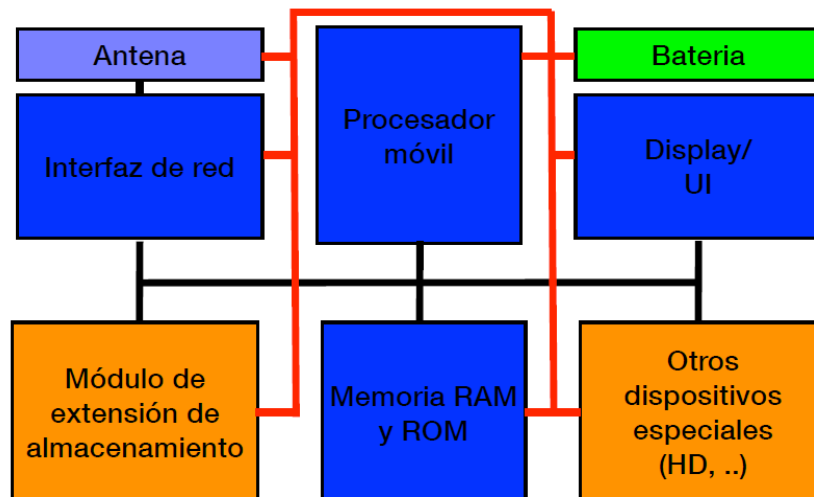 Antena
Bateria
Procesador
móvil
Interfaz de red
Display/
UI
Módulo de
extensión de
almacenamiento
Memoria RAM
y ROM
Otros
dispositivos
especiales
(HD, ..)